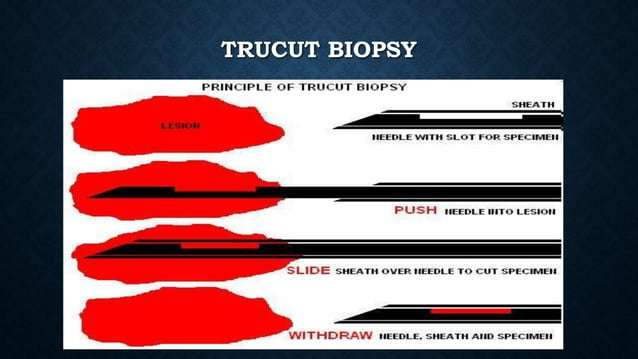 TRUCUT BIOPSY
PRINCIPLE OF TRUCUT BIOPSY
SHEATH
LESION
NEEDLE WITH SLOT FOR SPECIMEN
PUSH NEEDLE INTO LESION
SLIDE SHEATH OVER NEEDLE TO CUT SPECIMEN
WITHDRAW NEEDLE, SHEATH AND SPECIMEN